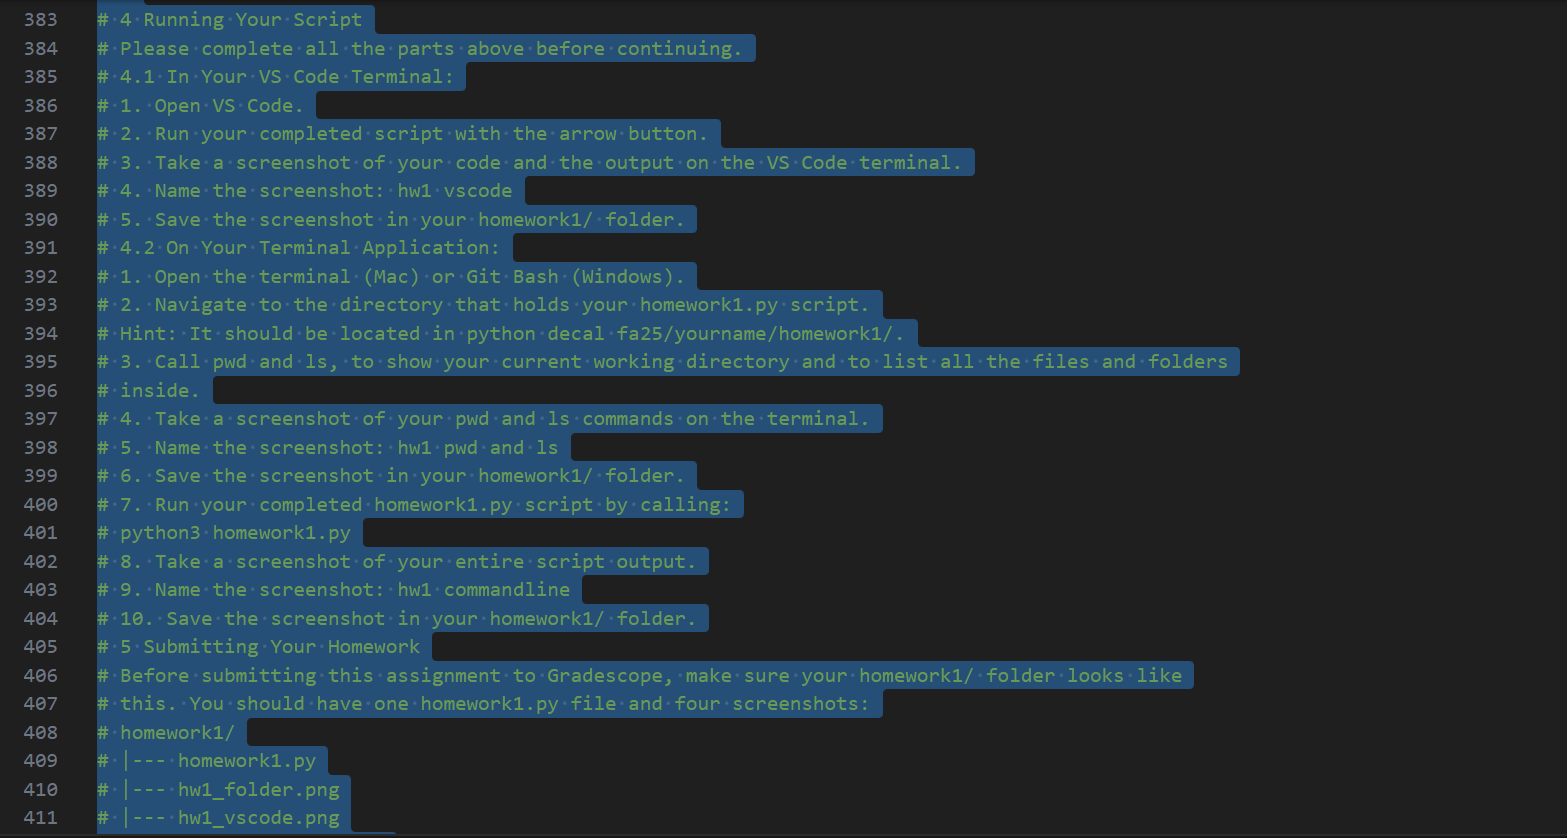 383 # 4 Running Your Script
384 # Please complete all the parts above before continuing.
385 # 4.1 In Your VS Code Terminal:
386 # 1. Open VS Code.
387 # 2. Run your completed script with the arrow button.
388 # 3. Take a screenshot of your code and the output on the VS Code terminal.
389 # 4. Name the screenshot: hw1 vscode
390 # 5. Save the screenshot in your homework1/ folder.
391 # 4.2 On Your Terminal Application:
392 # 1. Open the terminal (Mac) or Git Bash (Windows).
393 # 2. Navigate to the directory that holds your homework1.py script.
394 # Hint: It should be located in python decal fa25/yourname/homework1/.
395 # 3. Call pwd and ls, to show your current working directory and to list all the files and folders
396 # inside.
397 # 4. Take a screenshot of your pwd and ls commands on the terminal.
398 # 5. Name the screenshot: hw1 pwd and ls
399 # 6. Save the screenshot in your homework1/ folder.
400 # 7. Run your completed homework1.py script by calling:
401 # python3 homework1.py
402 # 8. Take a screenshot of your entire script output.
403 # 9. Name the screenshot: hw1 commandline
404 # 10. Save the screenshot in your homework1/ folder.
405 # 5 Submitting Your Homework
406 # Before submitting this assignment to Gradescope, make sure your homework1/ folder looks like
407 # this. You should have one homework1.py file and four screenshots:
408 # homework1/
409 # |--- homework1.py
410 # |--- hw1_folder.png
411 # |--- hw1_vscode.png